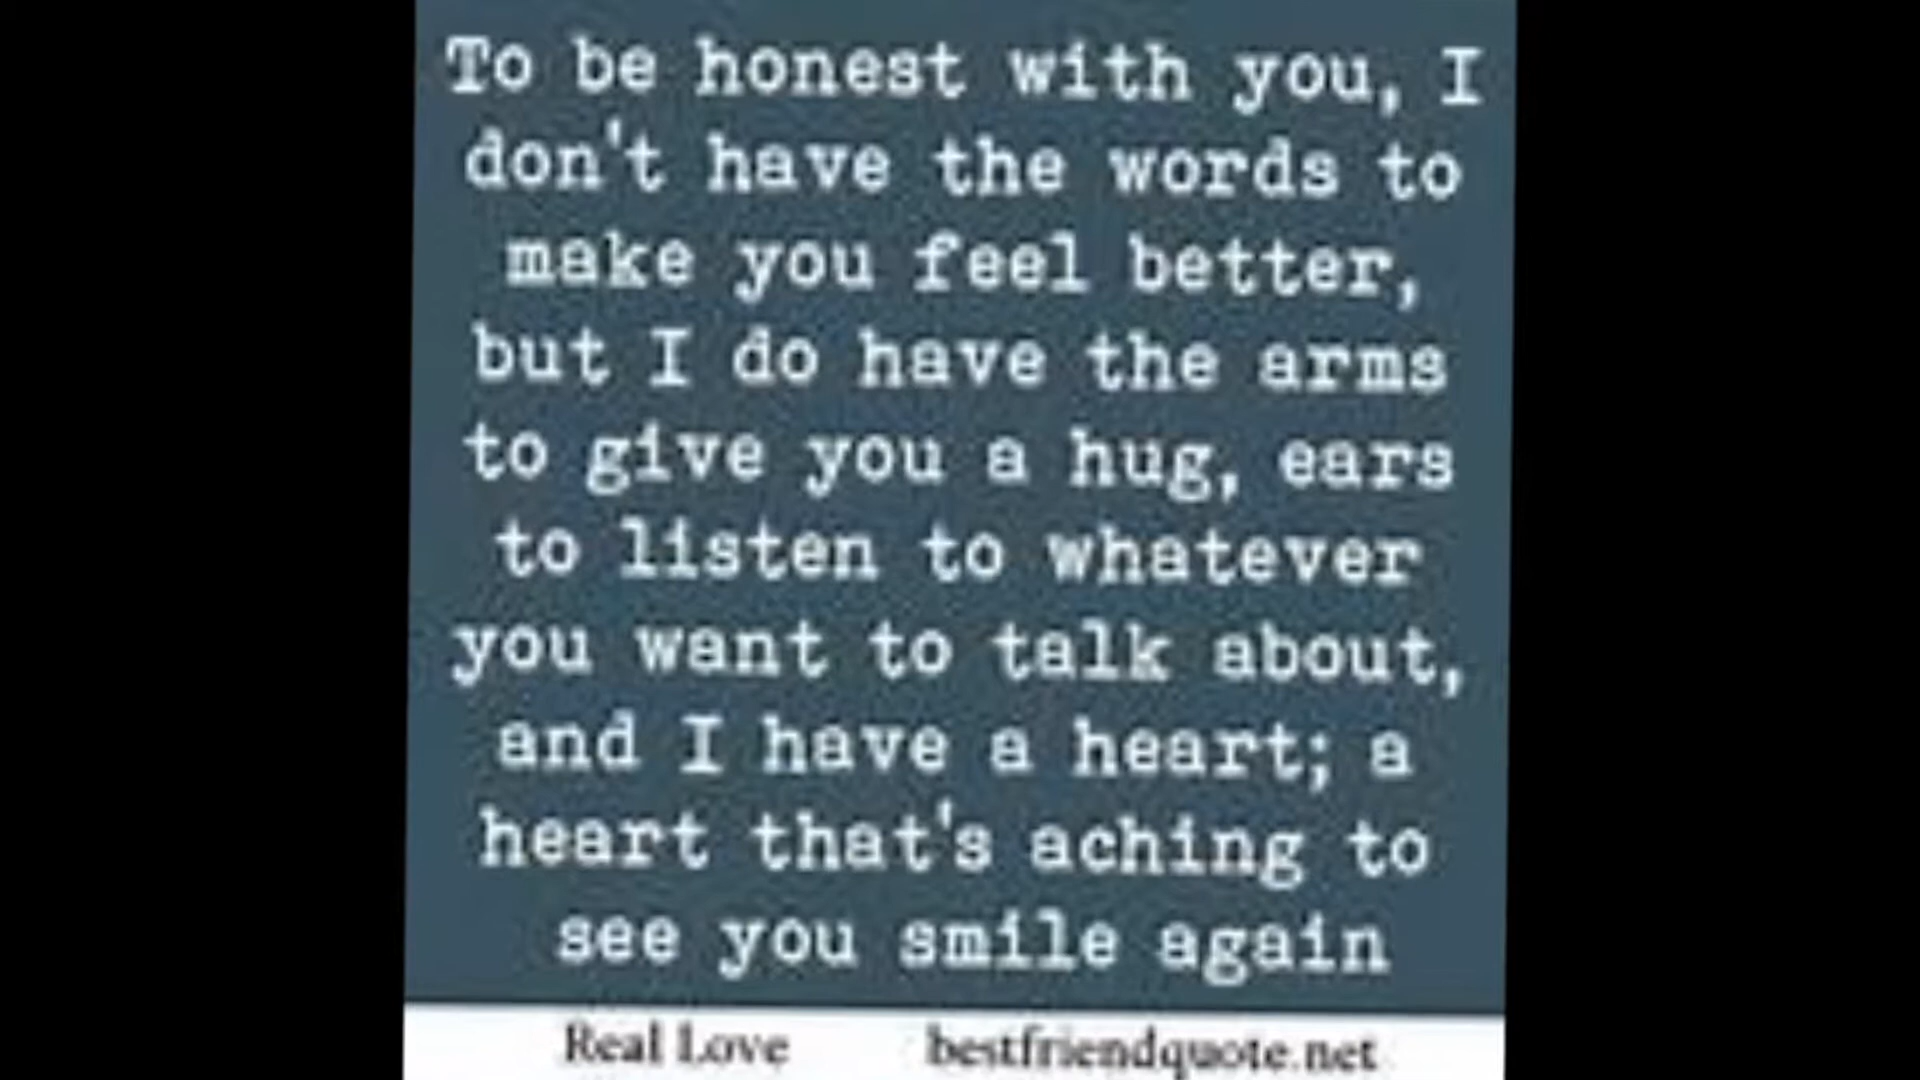 To be honest with you, I
don't have the words to
make you feel better,
but I do have the arms
to give you a hug, ears
to listen to whatever
you want to talk about,
and I have a heart; a
heart that's aching to
see you smile again
Real Love bestfriendquote.net